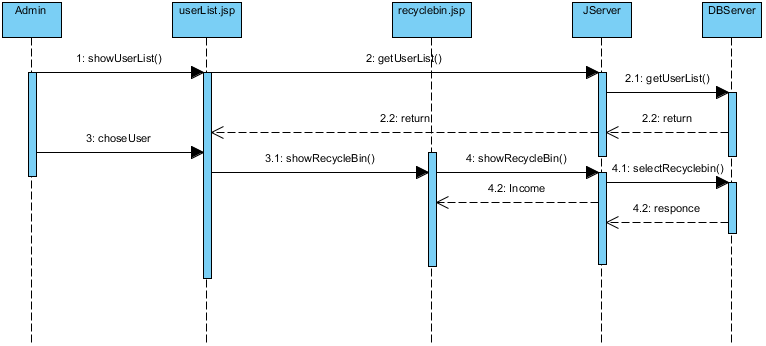 Admin
userList.jsp
recyclebin.jsp
JServer
DBServer
1: showUserList()
2: getUserList()
2.1: getUserList()
2.2: return
2.2: return
3: choseUser
3.1: showRecycleBin()
4: showRecycleBin()
4.1: selectRecyclebin()
4.2: Income
4.2: responce